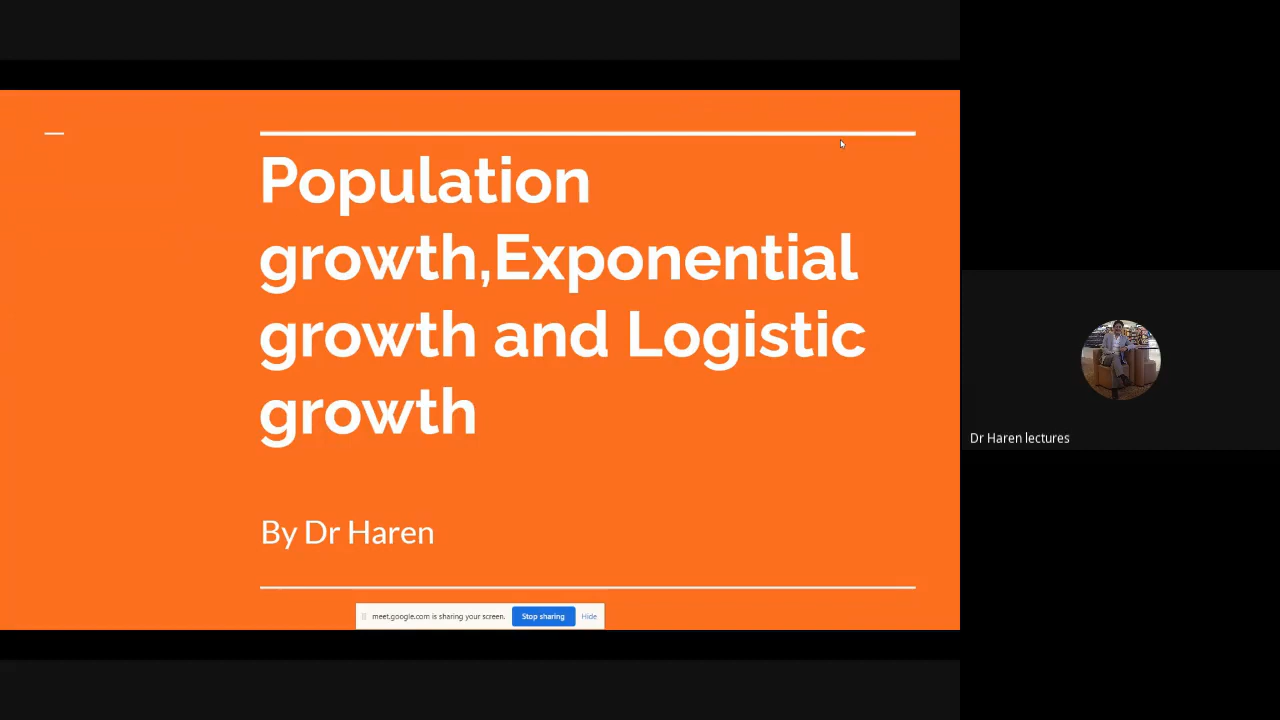 Population
growth,Exponential
growth and Logistic
growth
By Dr Haren
meet.google.com is sharing your screen. Stop sharing Hide
Dr Haren lectures